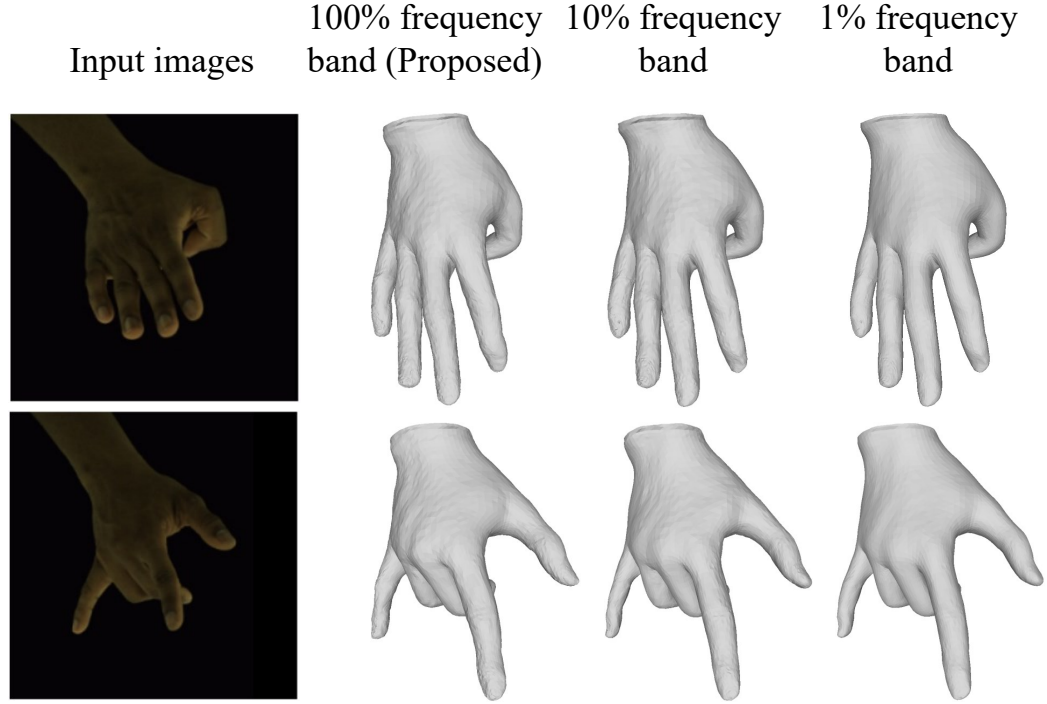 Input images
100% frequency
band (Proposed)
10% frequency
band
1% frequency
band